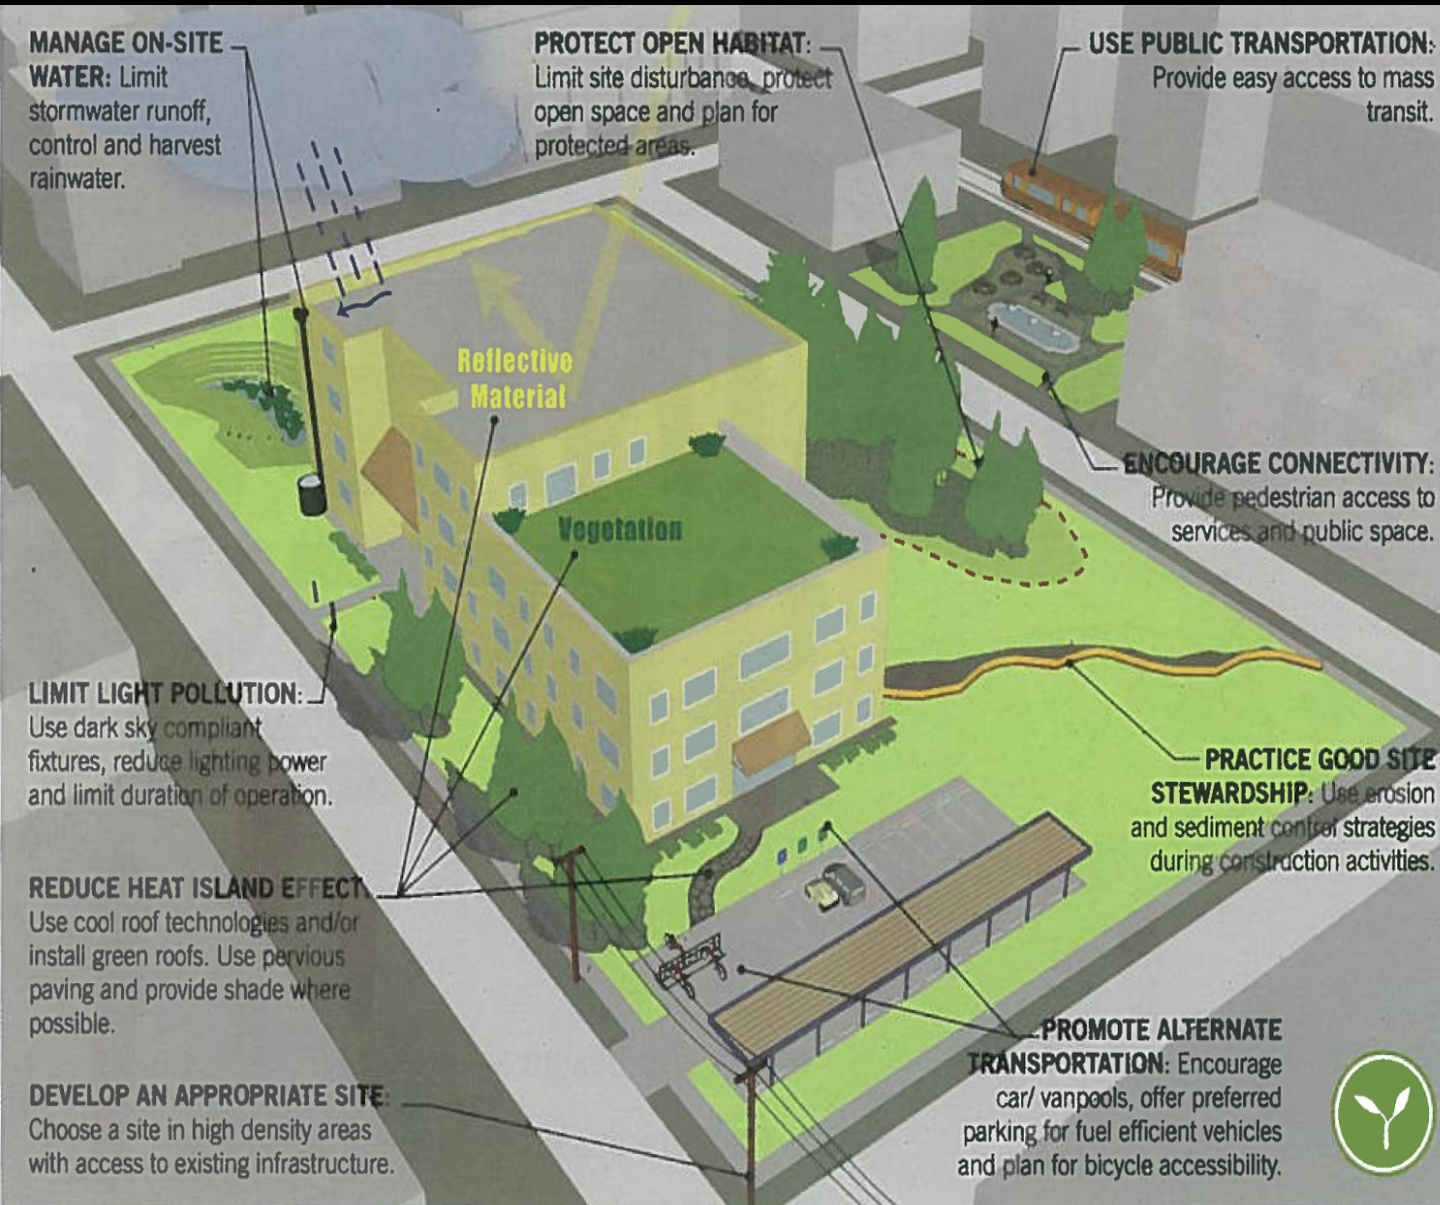 MANAGE ON-SITE
WATER: Limit
stormwater runoff,
control and harvest
rainwater.
PROTECT OPEN HABITAT:
Limit site disturbance, protect
open space and plan for
protected areas.
USE PUBLIC TRANSPORTATION:
Provide easy access to mass
transit.
Reflective
Material
Vegetation
ENCOURAGE CONNECTIVITY:
Provide pedestrian access to
services and public space.
LIMIT LIGHT POLLUTION:
Use dark sky compliant
fixtures, reduce lighting power
and limit duration of operation.
PRACTICE GOOD SITE
STEWARDSHIP: Use erosion
and sediment control strategies
during construction activities.
REDUCE HEAT ISLAND EFFECT
Use cool roof technologies and/or
install green roofs. Use pervious
paving and provide shade where
possible.
DEVELOP AN APPROPRIATE SITE:
Choose a site in high density areas
with access to existing infrastructure.
PROMOTE ALTERNATE
TRANSPORTATION: Encourage
car/ vanpools, offer preferred
parking for fuel efficient vehicles
and plan for bicycle accessibility.